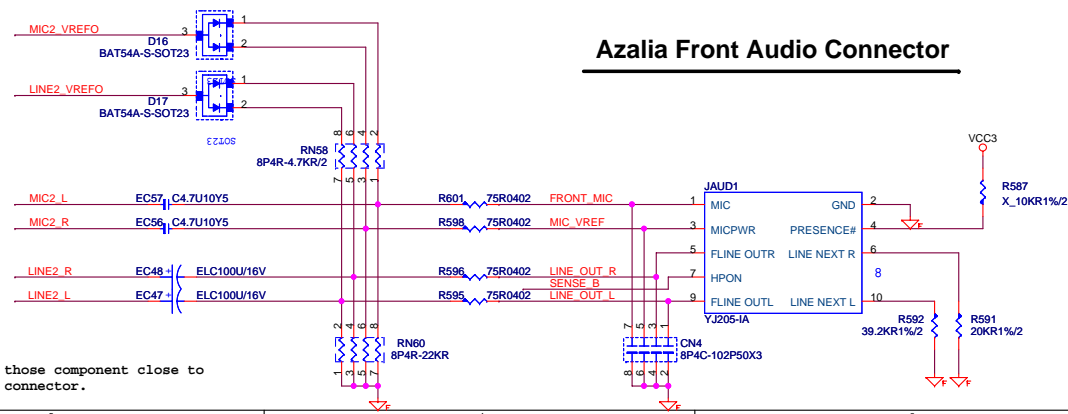 Azalia Front Audio Connector
MIC2_VREFO
3
1
2
D16
BAT54A-S-SOT23
LINE2_VREFO
3
1
2
D17
BAT54A-S-SOT23
SOT23
8 6 4 2
RN58
8P4R-4.7KR/2
7 5 3 1
MIC2_L
EC57
C4.7U10Y5
R601
75R0402
FRONT_MIC
MIC2_R
EC56
C4.7U10Y5
R598
75R0402
MIC_VREF
LINE2_R
EC48
+
ELC100U/16V
R596
75R0402
LINE_OUT_R
SENSE_B
LINE2_L
EC47
+
ELC100U/16V
R595
75R0402
LINE_OUT_L
JAUD1
1 MIC GND 2
3 MICPWR PRESENCE# 4
5 FLINE OUTR LINE NEXT R 6
7 HPON 8
9 FLINE OUTL LINE NEXT L 10
YJ205-IA
VCC3
R587
X_10KR1%/2
R592
39.2KR1%/2
R591
20KR1%/2
2 4 6 8
RN60
8P4R-22KR
1 3 5 7
7 5 3 1
CN4
8P4C-102P50X3
8 6 4 2
F
F
F
F
F
those component close to
connector.